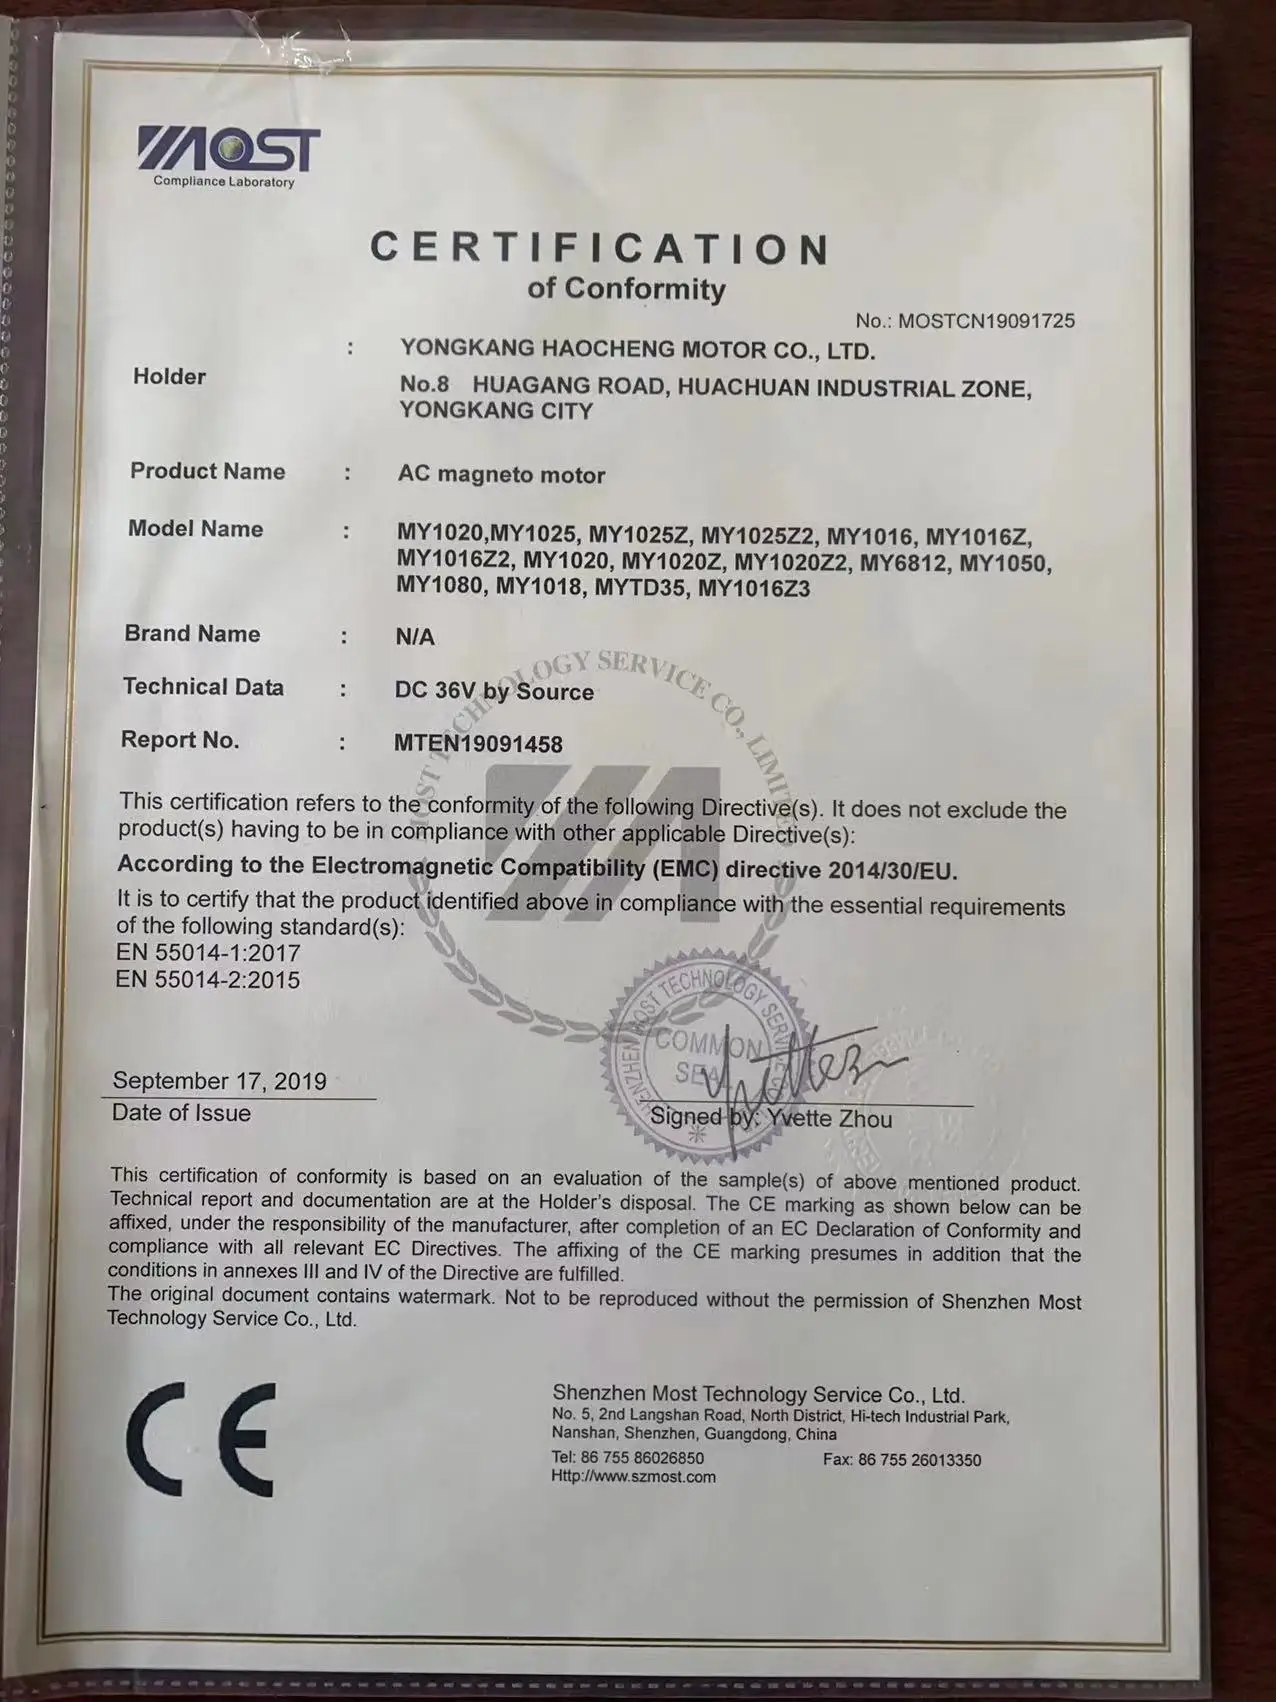 MOST
Compliance Laboratory
CERTIFICATION
of Conformity
No.: MOSTCN19091725
Holder : YONGKANG HAOCHENG MOTOR CO., LTD.
No.8 HUAGANG ROAD, HUACHUAN INDUSTRIAL ZONE,
YONGKANG CITY
Product Name : AC magneto motor
Model Name : MY1020,MY1025, MY1025Z, MY1025Z2, MY1016, MY1016Z,
MY1016Z2, MY1020, MY1020Z, MY1020Z2, MY6812, MY1050,
MY1080, MY1018, MYTD35, MY1016Z3
Brand Name : N/A
Technical Data : DC 36V by Source
Report No. : MTEN19091458
MOST TECHNOLOGY SERVICE CO., LIMITED
This certification refers to the conformity of the following Directive(s). It does not exclude the
product(s) having to be in compliance with other applicable Directive(s):
According to the Electromagnetic Compatibility (EMC) directive 2014/30/EU.
It is to certify that the product identified above in compliance with the essential requirements
of the following standard(s):
EN 55014-1:2017
EN 55014-2:2015
SHENZHEN MOST TECHNOLOGY SERVICE CO
COMMON
SEAL
September 17, 2019
Date of Issue
Signed by: Yvette Zhou
This certification of conformity is based on an evaluation of the sample(s) of above mentioned product.
Technical report and documentation are at the Holder's disposal. The CE marking as shown below can be
affixed, under the responsibility of the manufacturer, after completion of an EC Declaration of Conformity and
compliance with all relevant EC Directives. The affixing of the CE marking presumes in addition that the
conditions in annexes III and IV of the Directive are fulfilled.
The original document contains watermark. Not to be reproduced without the permission of Shenzhen Most
Technology Service Co., Ltd.
CE
Shenzhen Most Technology Service Co., Ltd.
No. 5, 2nd Langshan Road, North District, Hi-tech Industrial Park,
Nanshan, Shenzhen, Guangdong, China
Tel: 86 755 86026850 Fax: 86 755 26013350
Http://www.szmost.com